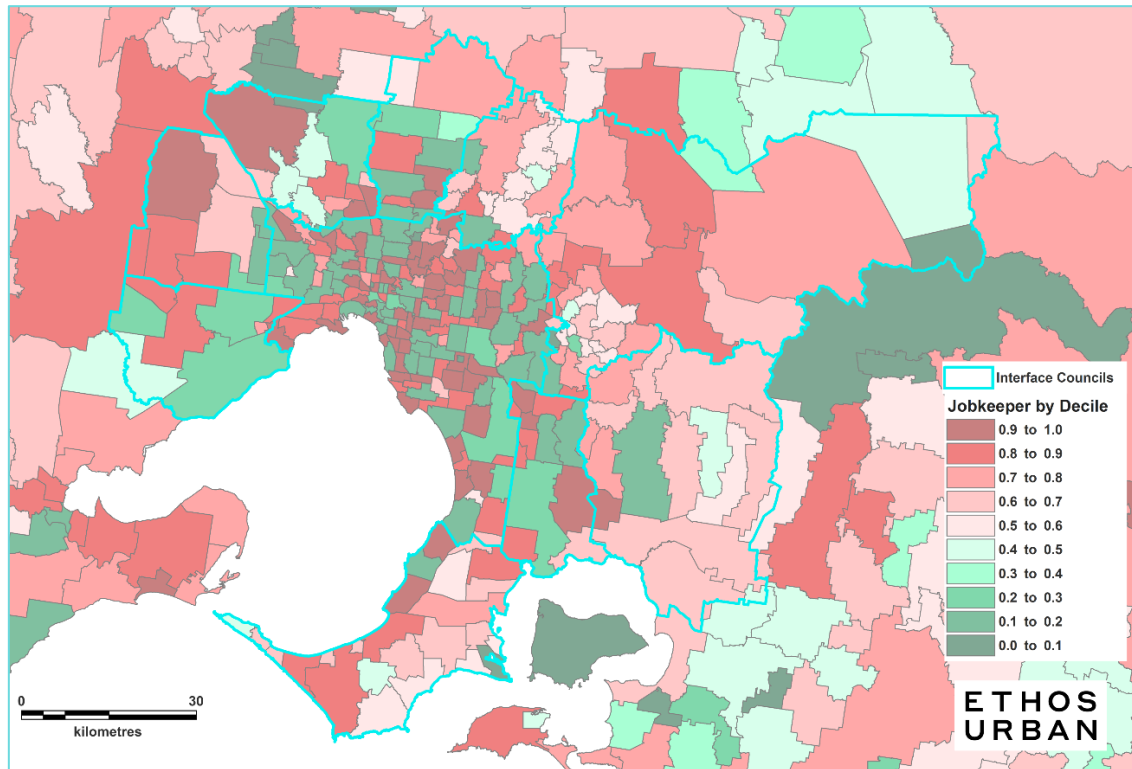 Interface Councils
Jobkeeper by Decile
0.9 to 1.0
0.8 to 0.9
0.7 to 0.8
0.6 to 0.7
0.5 to 0.6
0.4 to 0.5
0.3 to 0.4
0.2 to 0.3
0.1 to 0.2
0.0 to 0.1
0 30
kilometres
ETHOS
URBAN